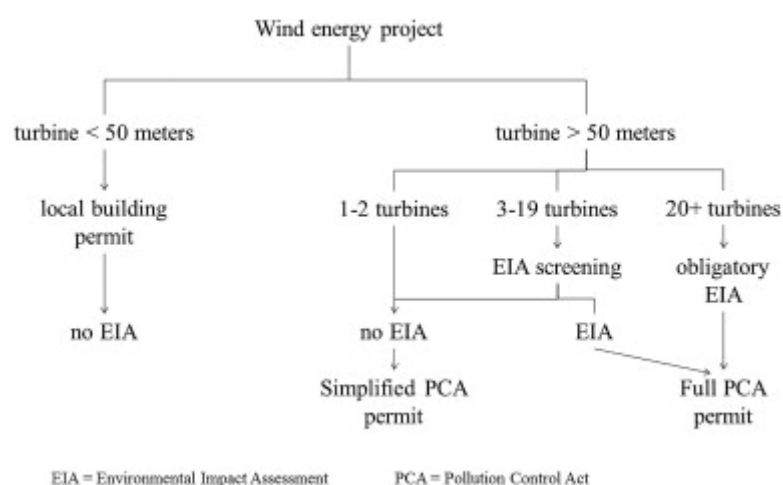 Wind energy project
turbine < 50 meters
turbine > 50 meters
local building
permit
1-2 turbines
3-19 turbines
20+ turbines
EIA screening
obligatory
EIA
no EIA
no EIA
EIA
Simplified PCA
permit
Full PCA
permit
EIA = Environmental Impact Assessment
PCA = Pollution Control Act